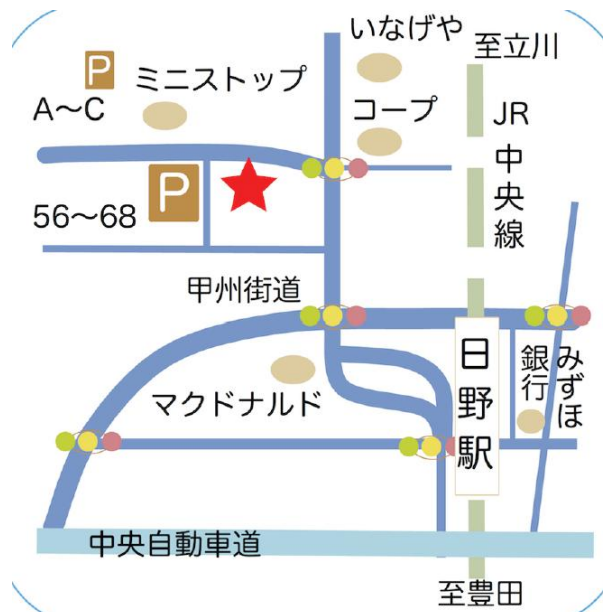 いなげや
至立川
P
ミニストップ
A～C
コープ
JR中央線
P
56～68
甲州街道
日野駅
みずほ
銀行
マクドナルド
中央自動車道
至豊田